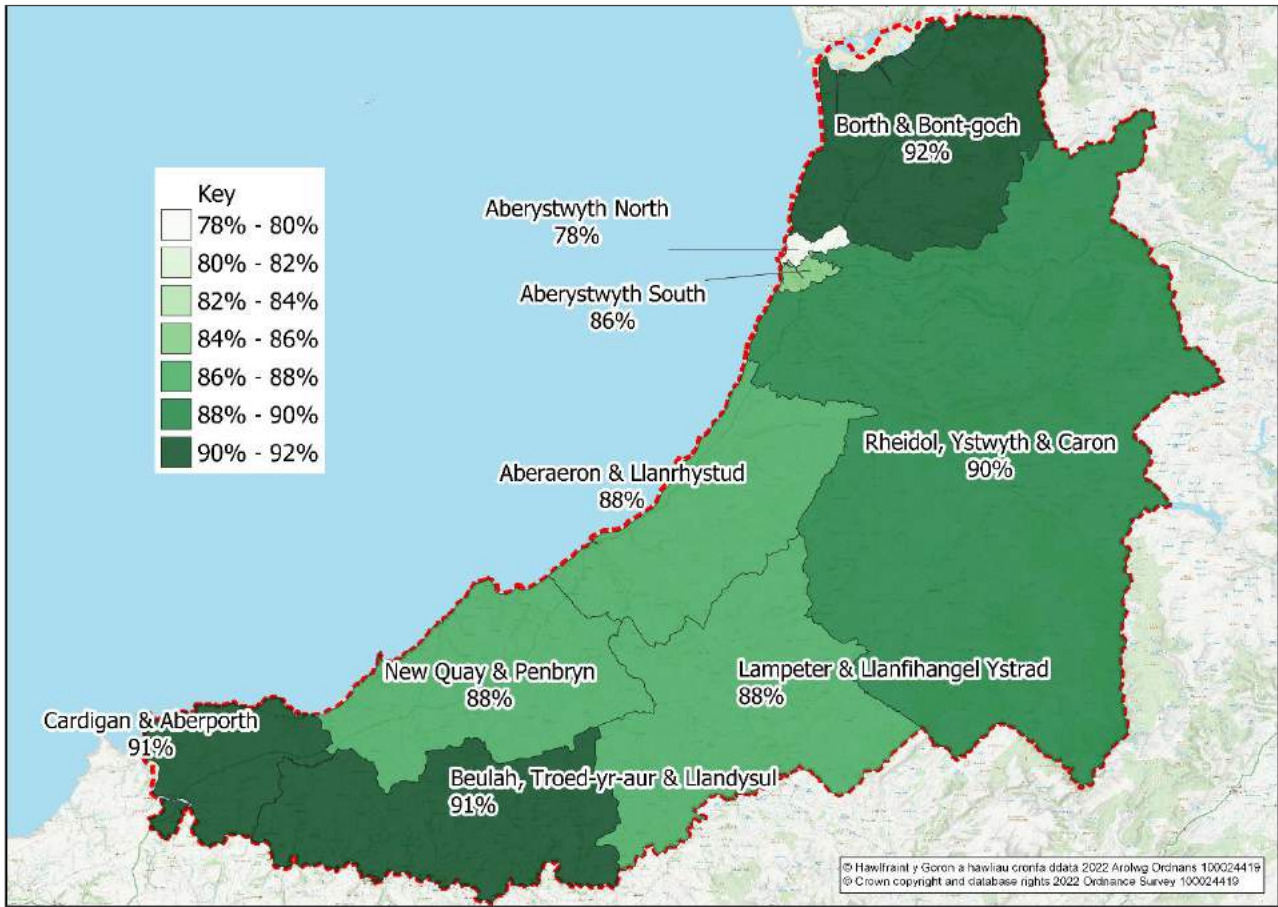 Borth & Bont-goch
92%
Key
78% - 80%
80% - 82%
82% - 84%
84% - 86%
86% - 88%
88% - 90%
90% - 92%
Aberystwyth North
78%
Aberystwyth South
86%
Rheidol, Ystwyth & Caron
90%
Aberaeron & Llanrhystud
88%
New Quay & Penbryn
88%
Lampeter & Llanfihangel Ystrad
88%
Cardigan & Aberporth
91%
Beulah, Troed-yr-aur & Llandysul
91%
© Hawlfraint y Goron a hawliau cronfa ddata 2022 Arolwg Ordnans 100024419
© Crown copyright and database rights 2022 Ordnance Survey 100024419